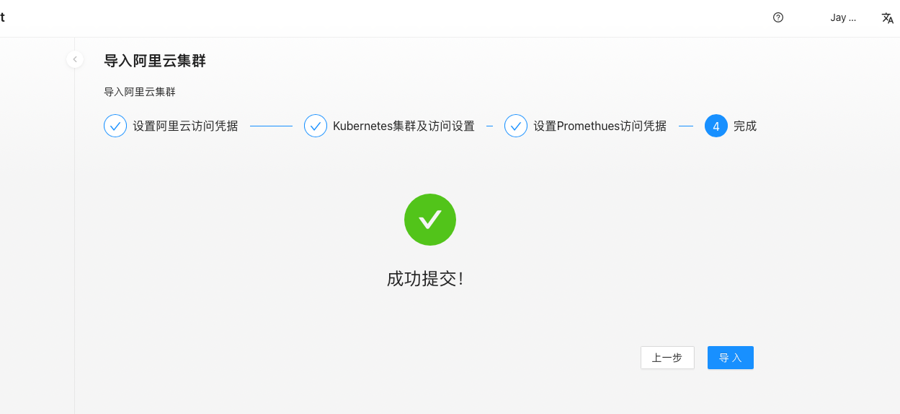 t
Jay ...
导入阿里云集群
导入阿里云集群
设置阿里云访问凭据
Kubernetes集群及访问设置
设置Promethues访问凭据
4 完成
成功提交!
上一步
导 入